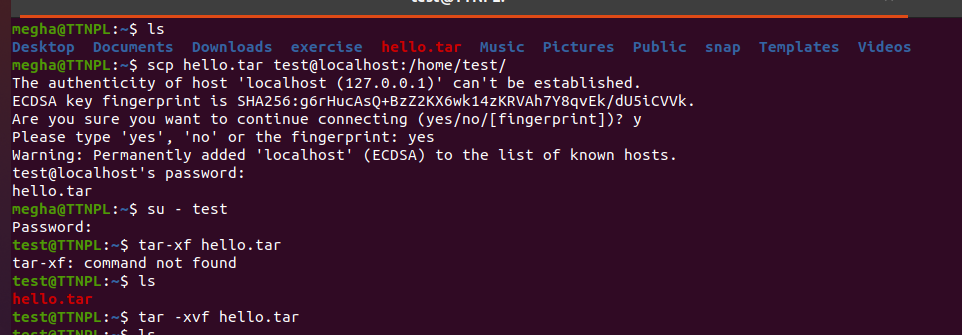 test@TTNPL:
megha@TTNPL:~$ ls
Desktop Documents Downloads exercise hello.tar Music Pictures Public snap Templates Videos
megha@TTNPL:~$ scp hello.tar test@localhost:/home/test/
The authenticity of host 'localhost (127.0.0.1)' can't be established.
ECDSA key fingerprint is SHA256:g6rHucAsQ+BzZ2KX6wk14zKRVAh7Y8qvEk/dU5iCVVk.
Are you sure you want to continue connecting (yes/no/[fingerprint])? y
Please type 'yes', 'no' or the fingerprint: yes
Warning: Permanently added 'localhost' (ECDSA) to the list of known hosts.
test@localhost's password:
hello.tar
megha@TTNPL:~$ su - test
Password:
test@TTNPL:~$ tar-xf hello.tar
tar-xf: command not found
test@TTNPL:~$ ls
hello.tar
test@TTNPL:~$ tar -xvf hello.tar
test@TTNPL:~$ ls